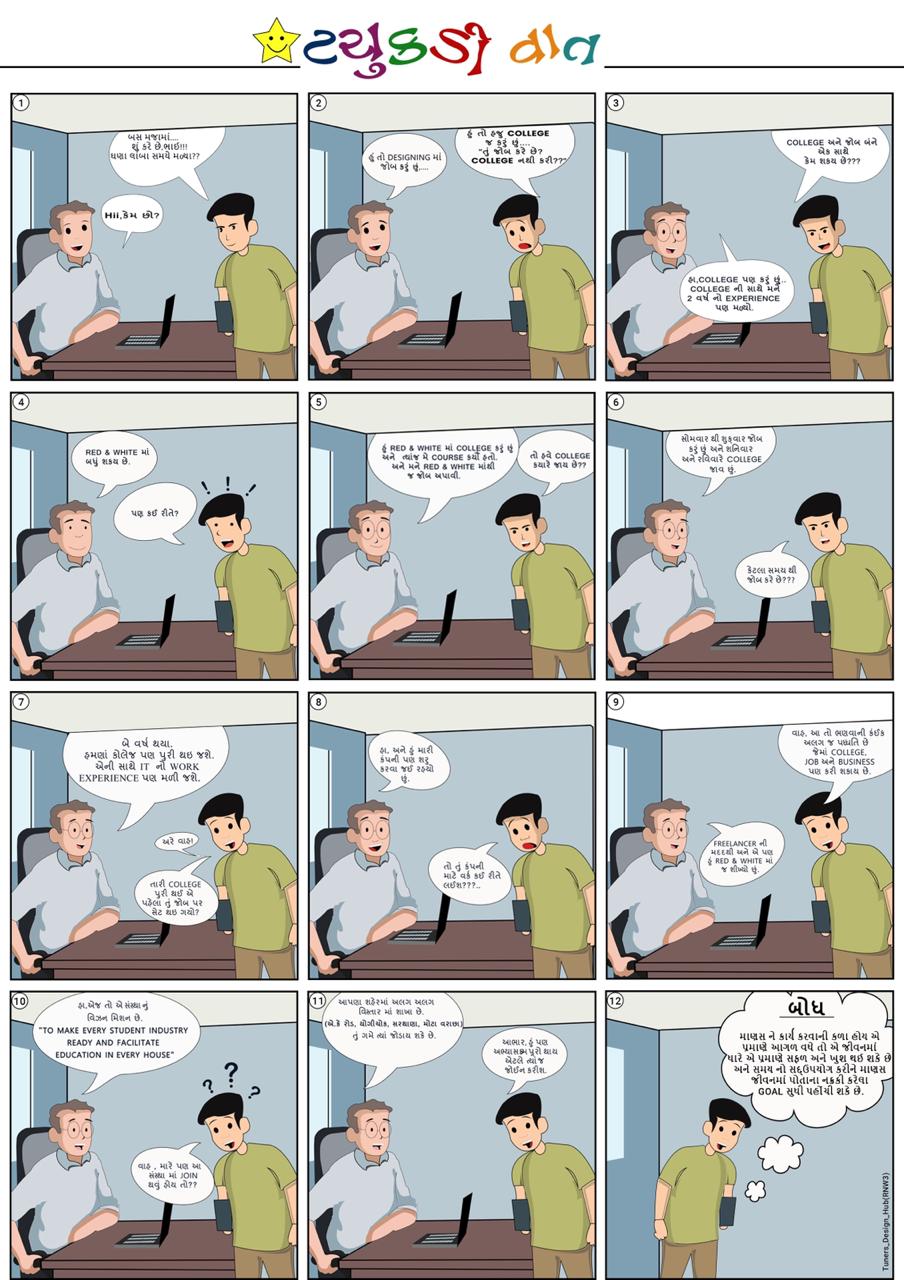 ટચુકડી વાત
1
બસ મજામાં....
શું કરે છે.ભાઇ!!!
ઘણા લાંબા સમયે મળ્યા??
Hii,કેમ છો?
2
હું તો DESIGNING માં
જોબ કરું છું,...
હું તો હજુ COLLEGE
જ કરું છું....
"તું જોબ કરે છે?
COLLEGE નથી કરી??"
3
COLLEGE અને જોબ બંને
એક સાથે
કેમ શકય છે???
હા,COLLEGE પણ કરું છું..
COLLEGE ની સાથે મને
2 વર્ષ નો EXPERIENCE
પણ મળ્યો.
4
RED & WHITE માં
બધું શકય છે.
પણ કઈ રીતે?
5
હું RED & WHITE માં COLLEGE કરું છું
અને ત્યાંજ મે COURSE કર્યો હતો.
અને મને RED & WHITE માંથી
જ જોબ અપાવી.
તો હવે COLLEGE
કયારે જાય છે??
6
સોમવાર થી શુક્રવાર જોબ
કરું છું અને શનિવાર
અને રવિવારે COLLEGE
જાવ છું.
કેટલા સમય થી
જોબ કરે છે???
7
બે વર્ષ થયા.
હમણાં કોલેજ પણ પુરી થઇ જશે.
એની સાથે IT ની WORK
EXPERIENCE પણ મળી જશે.
અરે વાહ!
તારી COLLEGE
પુરી થઈ એ
પહેલા તું જોબ પર
સેટ થઇ ગયો?
8
હા, અને હું મારી
કંપની પણ શરૂ
કરવા જઈ રહ્યો
છું.
તો તું કંપની
માટે વર્ક કઈ રીતે
લઈશ???..
9
વાહ, આ તો ભણવાની કંઈક
અલગ જ પધ્ધતિ છે
જેમાં COLLEGE,
JOB અને BUSINESS
પણ કરી શકાય છે.
FREELANCER ની
મદદથી અને એ પણ
હું RED & WHITE માં
જ શીખ્યો છું.
10
હા,એજ તો એ સંસ્થા નું
વિઝન મિશન છે.
"TO MAKE EVERY STUDENT INDUSTRY
READY AND FACILITATE
EDUCATION IN EVERY HOUSE"
? ? ?
વાહ , મારે પણ આ
સંસ્થા માં JOIN
થવું હોય તો??
11
આપણા શહેરમાં અલગ અલગ
વિસ્તાર માં શાખા છે.
(એ.કે રોડ, યોગીચોક, સરથાણા, મોટા વરાછા)
તું ગમે ત્યાં જોડાય શકે છે.
આભાર,હું પણ
અભ્યાસક્રમ પૂરો થાય
એટલે ત્યાં જ
જોઈન કરીશ.
12
બોધ
માણસ ને કાર્ય કરવાની કળા હોય એ
પ્રમાણે આગળ વધે તો એ જીવનમાં
ધારે એ પ્રમાણે સફળ અને ખુશ થઇ શકે છે
અને સમય નો સદ્દઉપયોગ કરીને માણસ
જીવનમાં પોતાના નક્કી કરેલા
GOAL સુધી પહોંચી શકે છે.
Tuners_Design_Hub(RNW3)